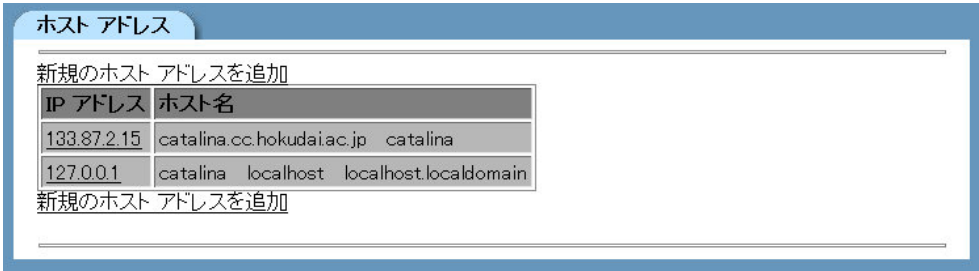 ホスト アドレス
新規のホスト アドレスを追加
IP アドレス ホスト名
133.87.2.15 catalina.cc.hokudai.ac.jp catalina
127.0.0.1 catalina localhost localhost.localdomain
新規のホスト アドレスを追加